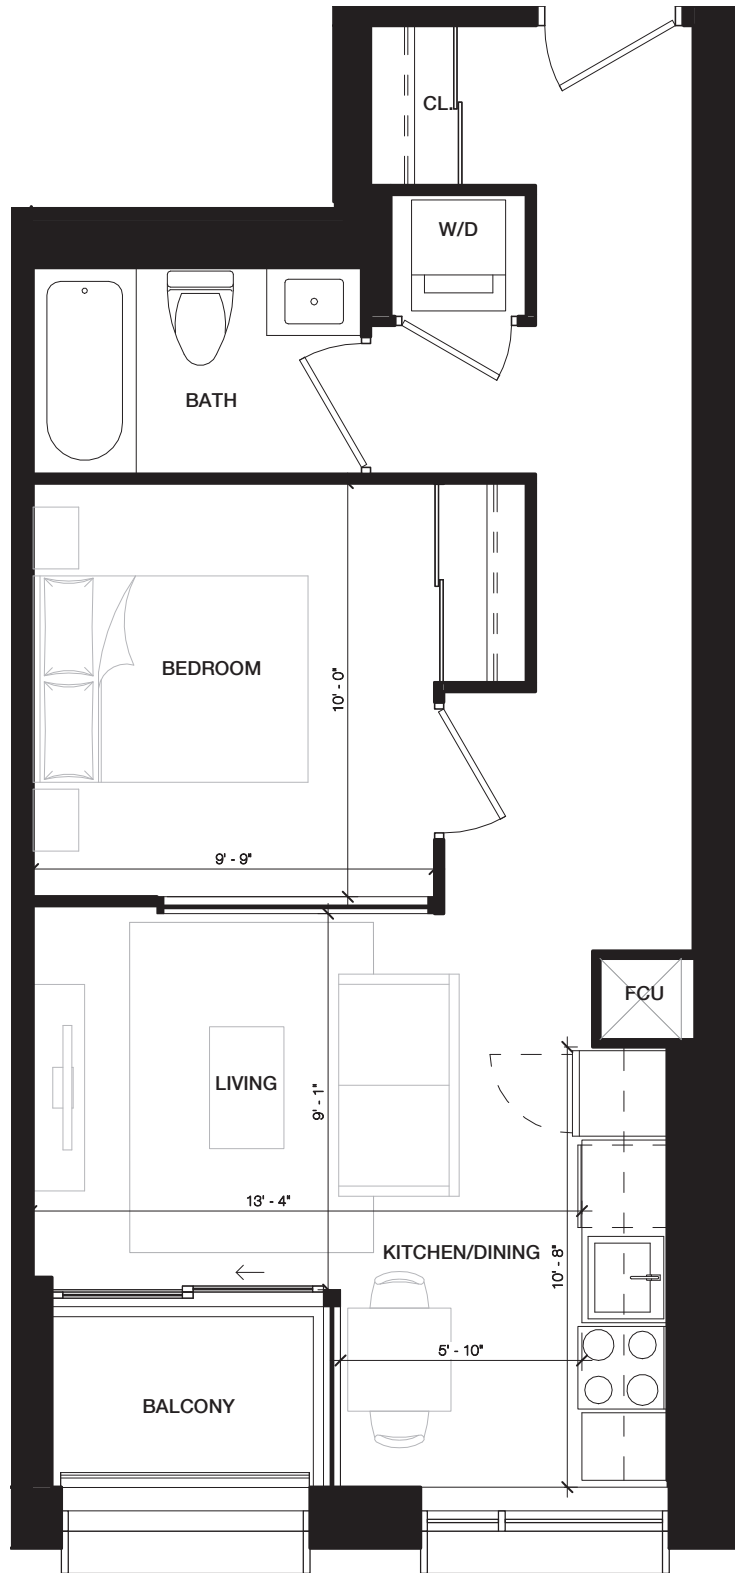 CL.
W/D
BATH
BEDROOM
10' - 0"
9' - 9"
FCU
LIVING
9' - 1"
13' - 4"
KITCHEN/DINING
10' - 8"
5' - 10"
BALCONY